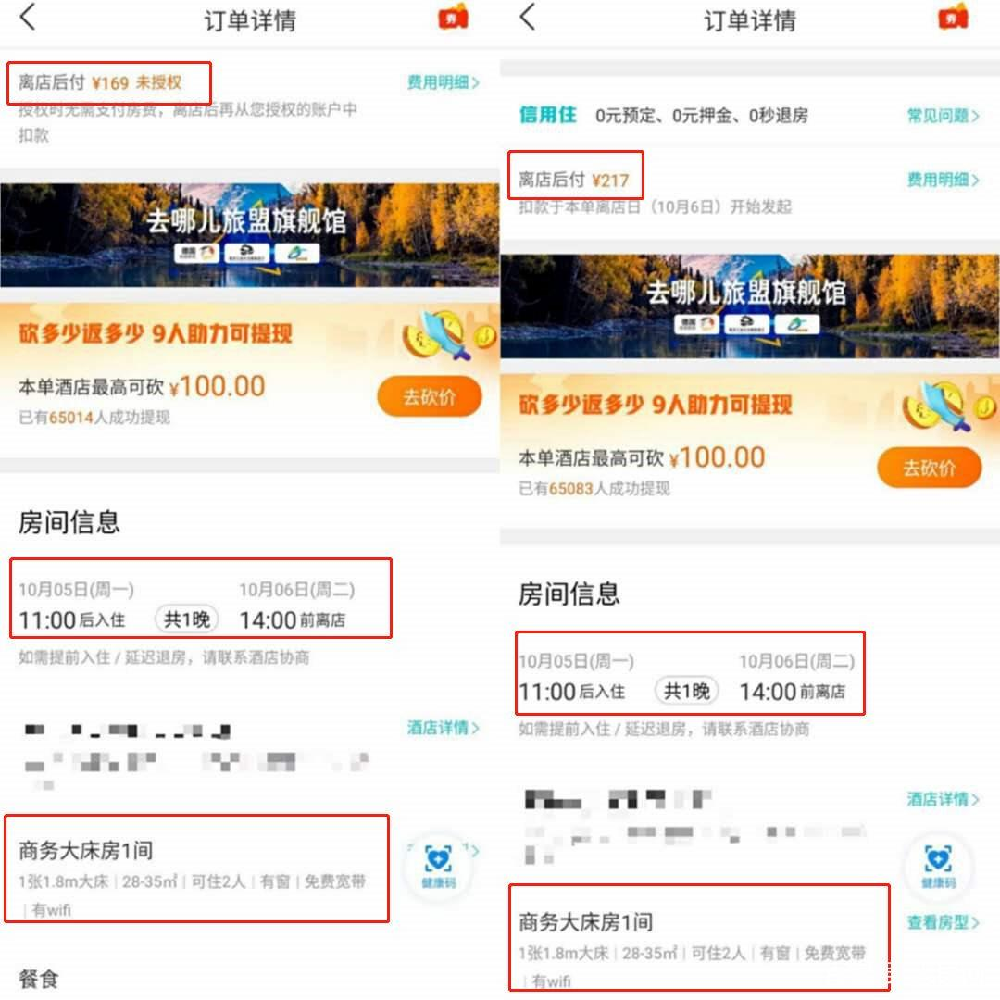 订单详情
券
离店后付 ¥169 未授权
费用明细>
授权时无需支付房费，离店后再从您授权的账户中
扣款
去哪儿旅盟旗舰馆
砍多少返多少 9人助力可提现
本单酒店最高可砍 ¥100.00
去砍价
已有65014人成功提现
房间信息
10月05日(周一)
10月06日(周二)
11:00后入住
共1晚
14:00前离店
如需提前入住 / 延迟退房，请联系酒店协商
酒店详情>
商务大床房1间
1张1.8m大床 | 28-35㎡ | 可住2人 | 有窗 | 免费宽带
| 有wifi
健康码
餐食
订单详情
券
信用住 0元预定、0元押金、0秒退房
常见问题>
离店后付 ¥217
费用明细>
扣款于本单离店日（10月6日）开始发起
去哪儿旅盟旗舰馆
砍多少返多少 9人助力可提现
本单酒店最高可砍 ¥100.00
去砍价
已有65083人成功提现
房间信息
10月05日(周一)
10月06日(周二)
11:00后入住
共1晚
14:00前离店
如需提前入住 / 延迟退房，请联系酒店协商
酒店详情>
健康码
商务大床房1间
查看房型>
1张1.8m大床 | 28-35㎡ | 可住2人 | 有窗 | 免费宽带
| 有wifi